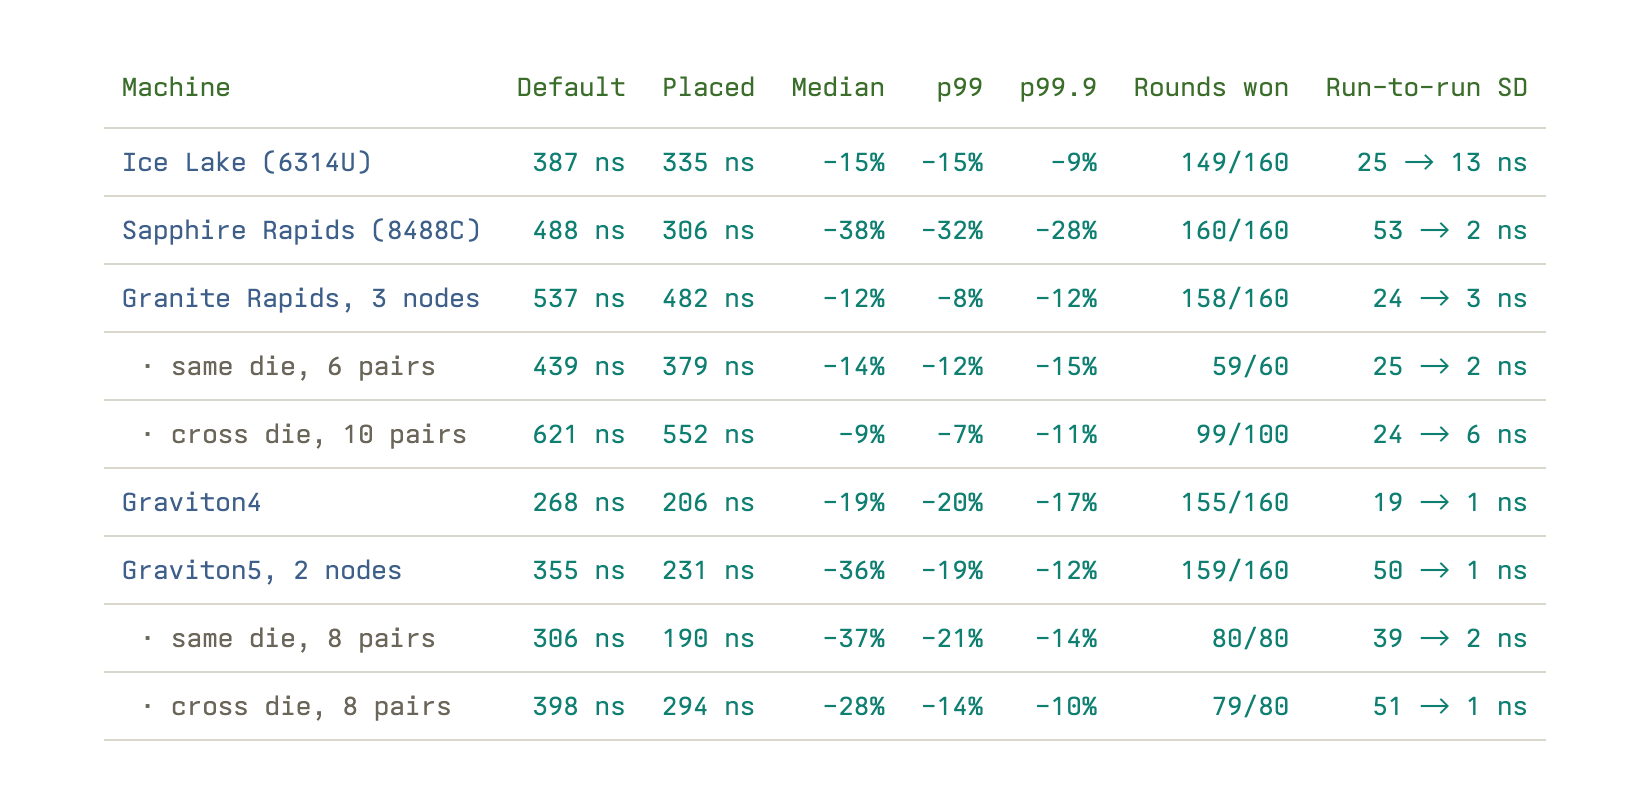 Machine Default Placed Median p99 p99.9 Rounds won Run-to-run SD
Ice Lake (6314U) 387 ns 335 ns -15% -15% -9% 149/160 25 → 13 ns
Sapphire Rapids (8488C) 488 ns 306 ns -38% -32% -28% 160/160 53 → 2 ns
Granite Rapids, 3 nodes 537 ns 482 ns -12% -8% -12% 158/160 24 → 3 ns
· same die, 6 pairs 439 ns 379 ns -14% -12% -15% 59/60 25 → 2 ns
· cross die, 10 pairs 621 ns 552 ns -9% -7% -11% 99/100 24 → 6 ns
Graviton4 268 ns 206 ns -19% -20% -17% 155/160 19 → 1 ns
Graviton5, 2 nodes 355 ns 231 ns -36% -19% -12% 159/160 50 → 1 ns
· same die, 8 pairs 306 ns 190 ns -37% -21% -14% 80/80 39 → 2 ns
· cross die, 8 pairs 398 ns 294 ns -28% -14% -10% 79/80 51 → 1 ns